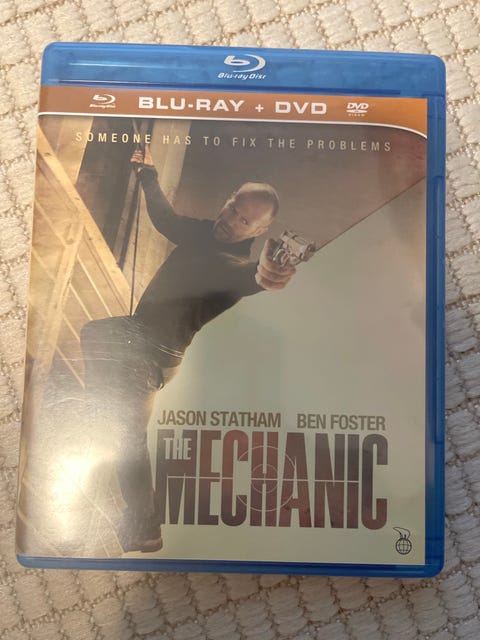 Blu-ray Disc
BLU-RAY + DVD
DVD
VIDEO
SOMEONE HAS TO FIX THE PROBLEMS
JASON STATHAM BEN FOSTER
THE
MECHANIC